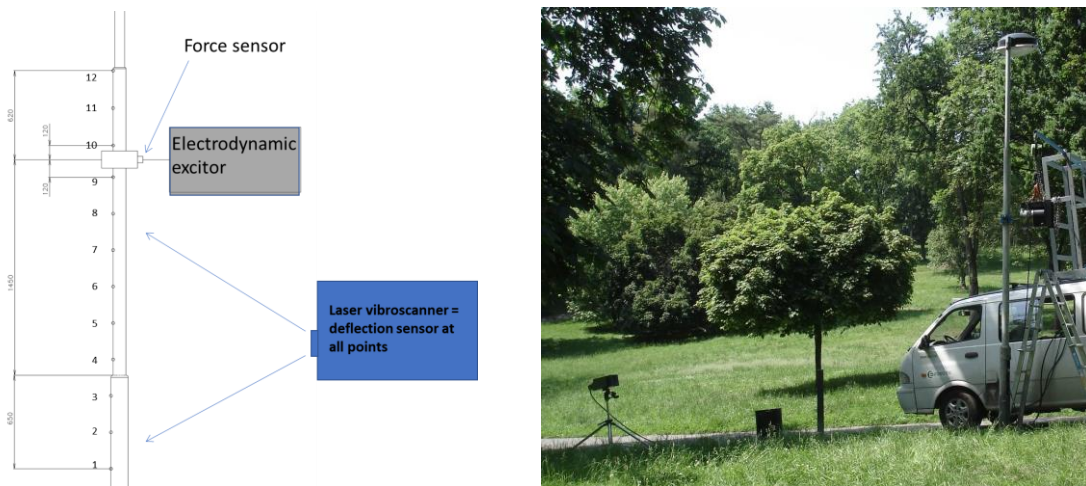 Force sensor
12
11
10
9
8
7
6
5
4
3
2
1
620
120
120
1450
650
Electrodynamic
excitor
Laser vibroscanner =
deflection sensor at
all points